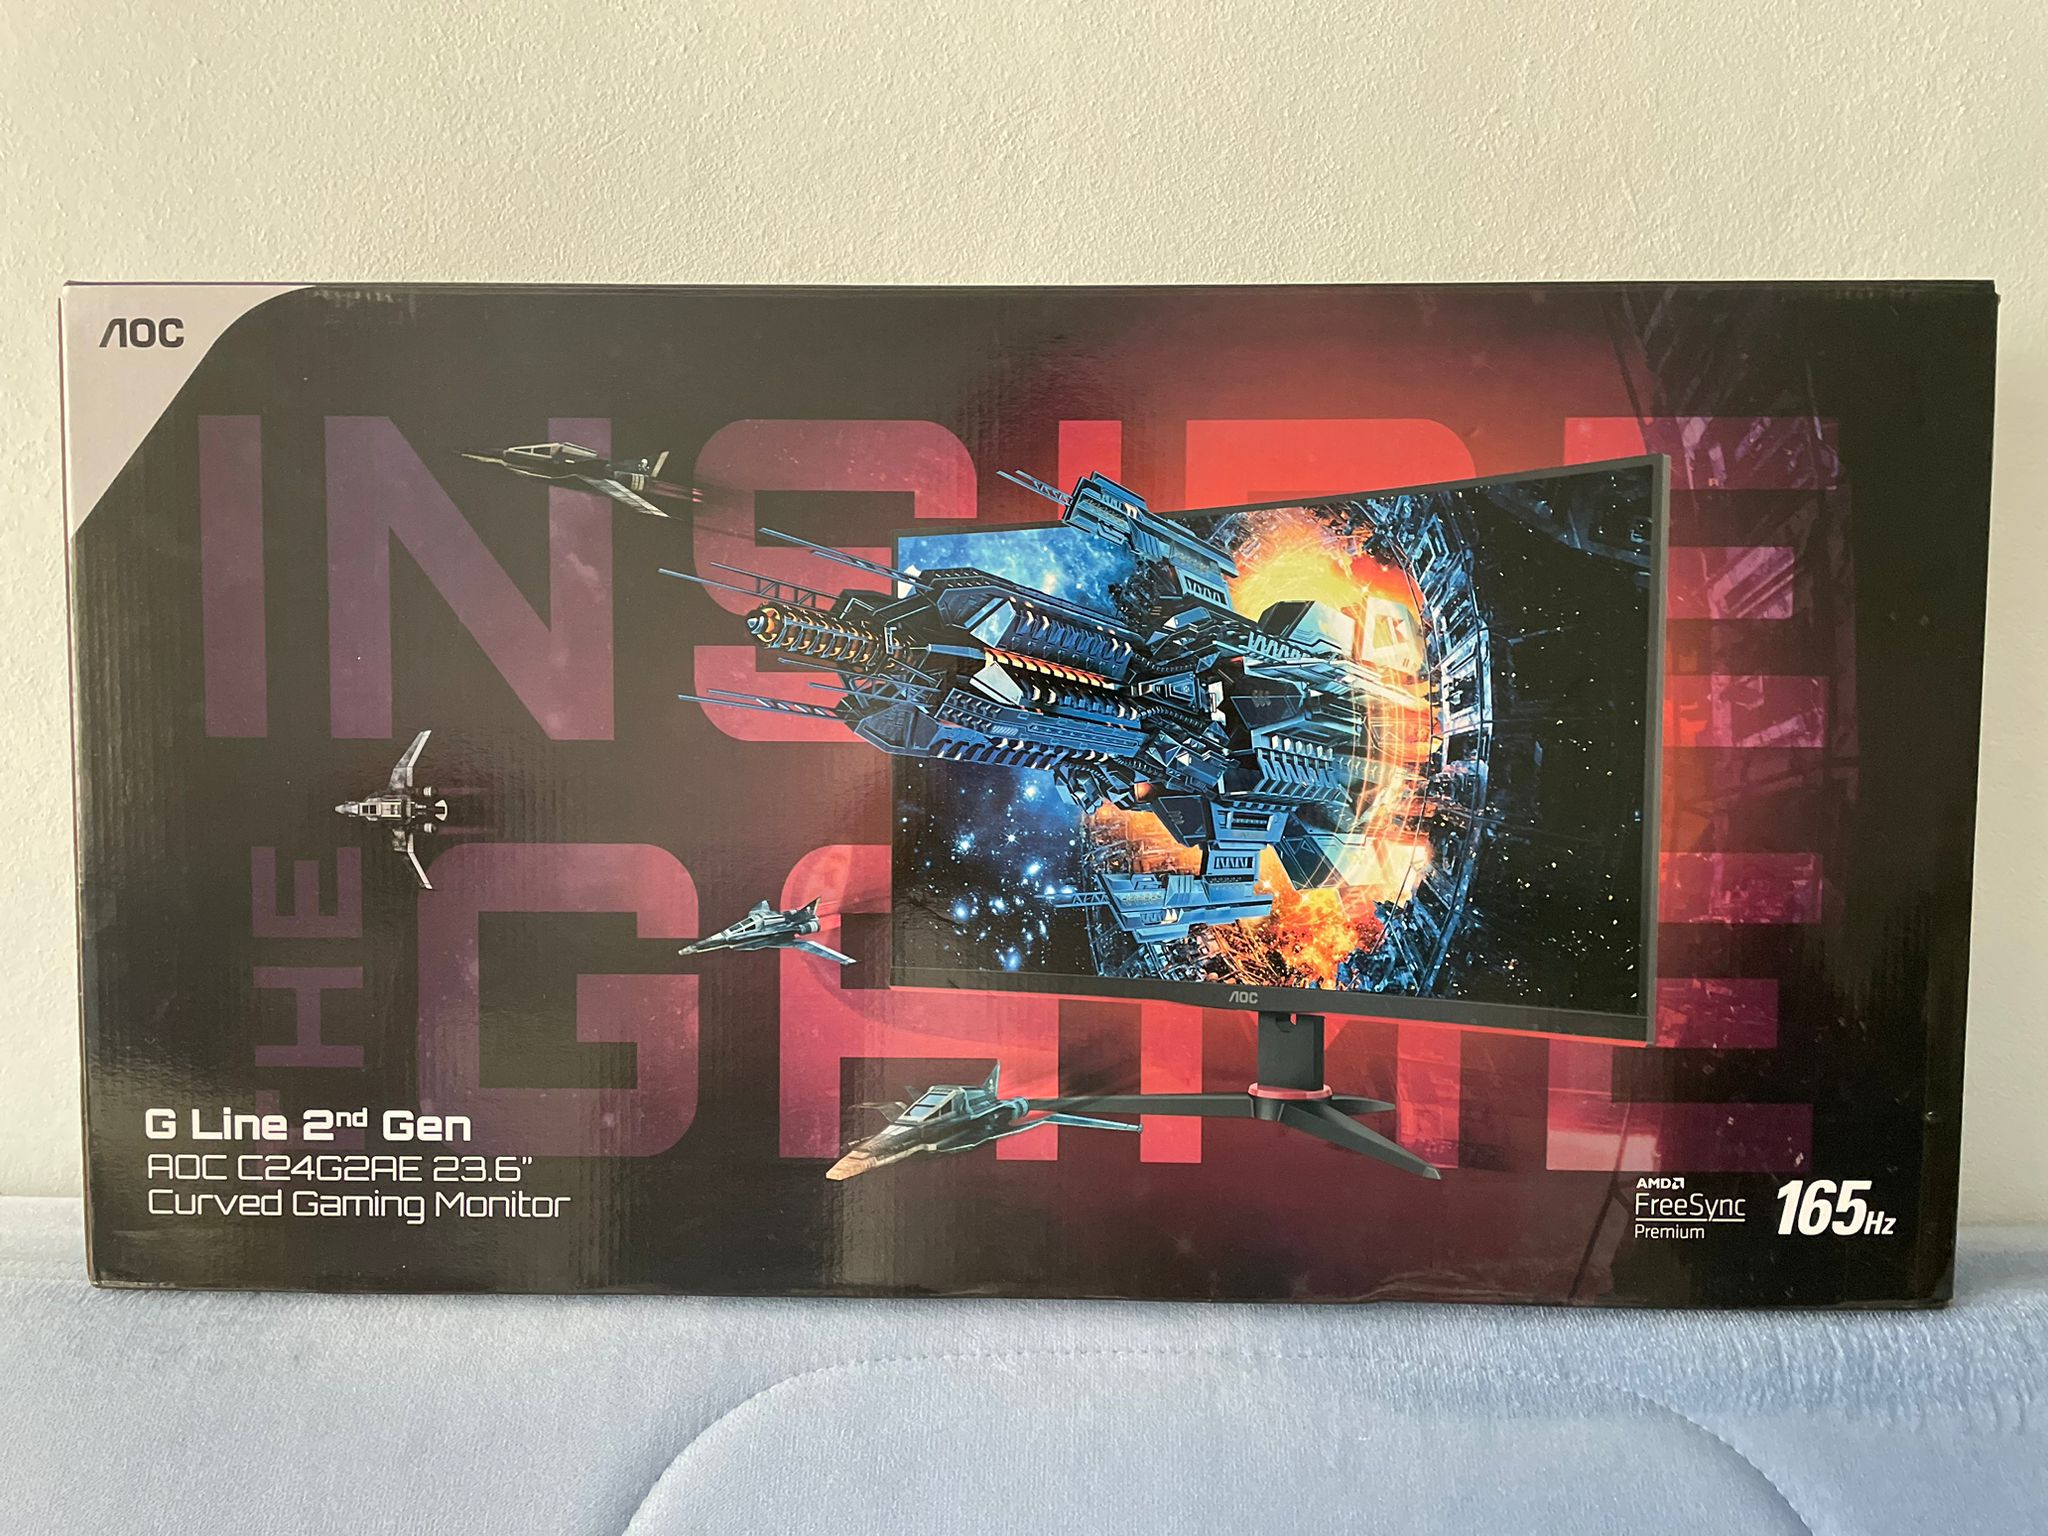 AOC
INSIDE
THE
GAME
AOC
G Line 2nd Gen
AOC C24G2AE 23.6"
Curved Gaming Monitor
AMD
FreeSync
Premium
165Hz